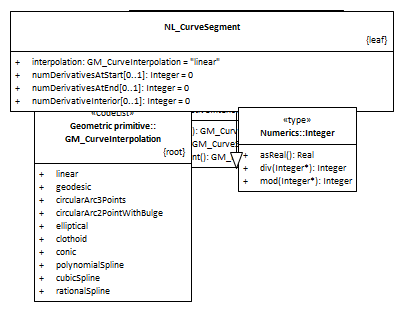 NL_CurveSegment
{leaf}
+ interpolation: GM_CurveInterpolation = "linear"
+ numDerivativesAtStart[0..1]: Integer = 0
+ numDerivativesAtEnd[0..1]: Integer = 0
+ numDerivativeInterior[0..1]: Integer = 0
«CodeList»
Geometric primitive::
GM_CurveInterpolation
{root}
+ linear
+ geodesic
+ circularArc3Points
+ circularArc2PointWithBulge
+ elliptical
+ clothoid
+ conic
+ polynomialSpline
+ cubicSpline
+ rationalSpline
): GM_Curv
GM_Curve
nt(): GM_
«type»
Numerics::Integer
+ asReal(): Real
+ div(Integer*): Integer
+ mod(Integer*): Integer